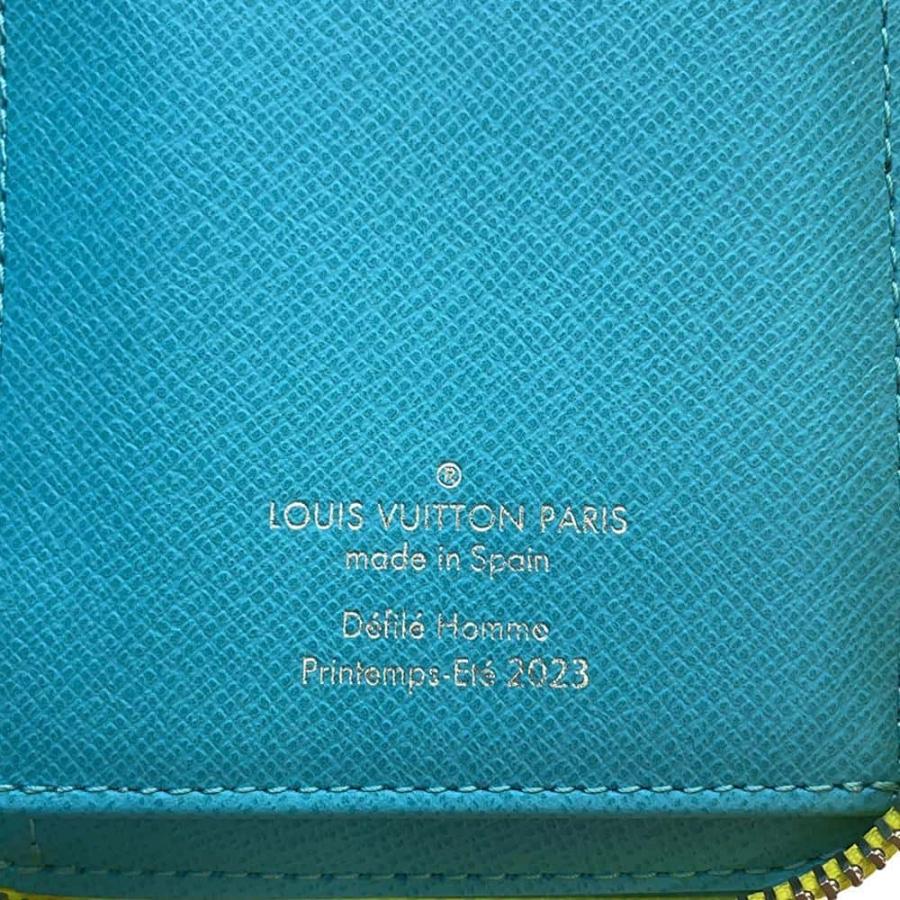 ®
LOUIS VUITTON PARIS
made in Spain
Défilé Homme
Printemps-Eté 2023